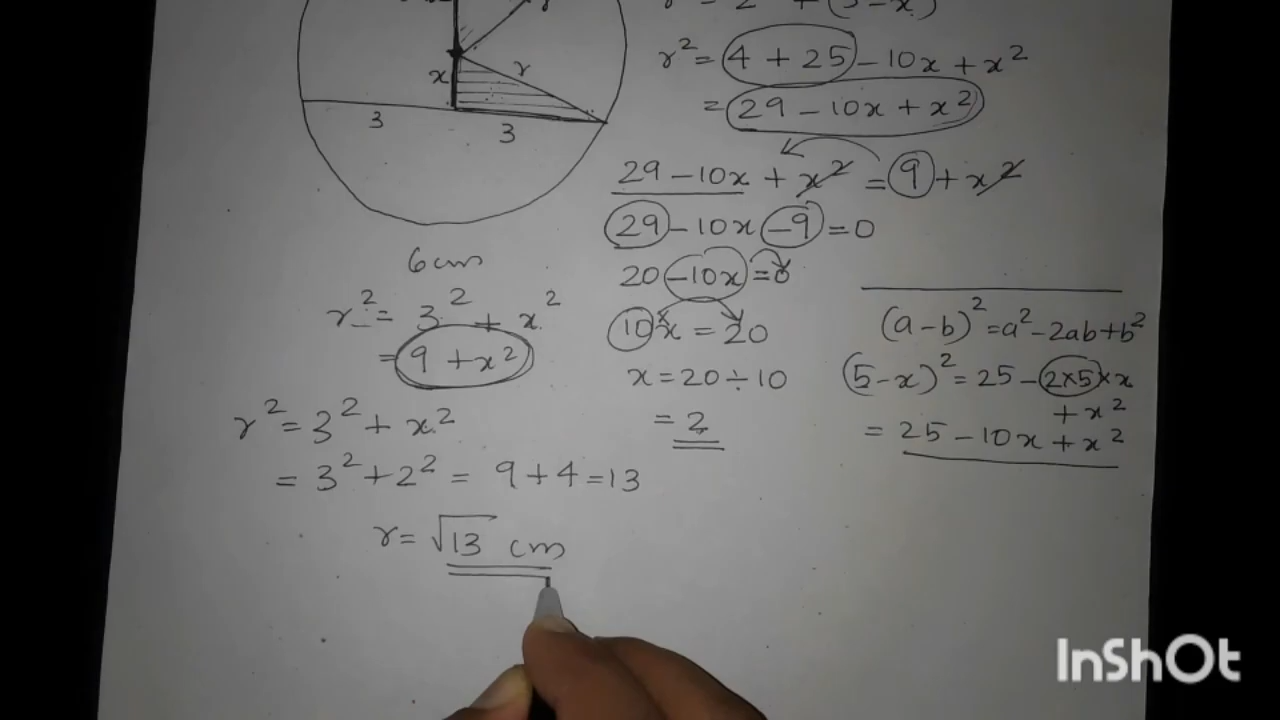 x
r
3
3
6 cm
r² = 3² + x²
= 9 + x²
r² = 3² + x²
= 3² + 2² = 9 + 4 = 13
r = √13 cm
r² = 4 + 25 - 10x + x²
= 29 - 10x + x²
29 - 10x + x² = 9 + x²
29 - 10x - 9 = 0
20 - 10x = 0
10x = 20
x = 20 ÷ 10
= 2
(a-b)² = a² - 2ab + b²
(5-x)² = 25 - 2×5×x
+ x²
= 25 - 10x + x²
InShOt